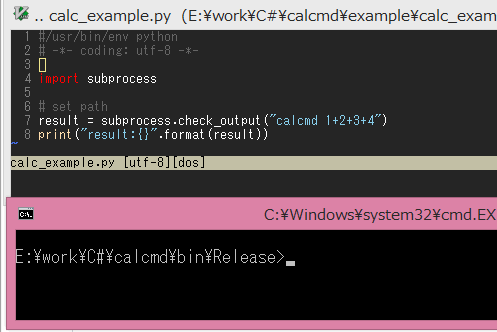 .. calc_example.py (E:¥work¥C#¥calcmd¥example¥calc_exam
1 #/usr/bin/env python
2 # -*- coding: utf-8 -*-
3
4 import subprocess
5
6 # set path
7 result = subprocess.check_output("calcmd 1+2+3+4")
8 print("result:{}".format(result))
~
calc_example.py [utf-8][dos]
C:¥Windows¥system32¥cmd.EX
E:¥work¥C#¥calcmd¥bin¥Release>